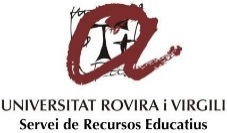 UNIVERSITAT ROVIRA i VIRGILI
Servei de Recursos Educatius